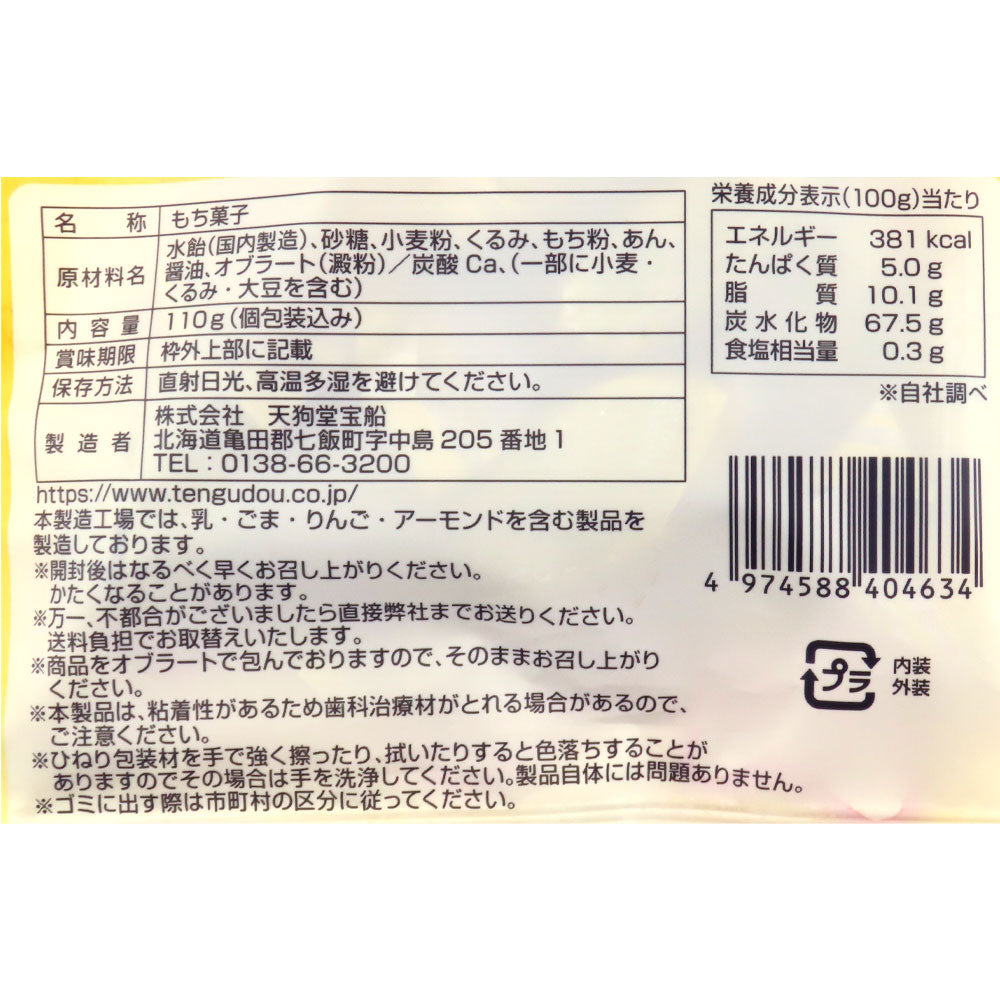 名称 もち菓子
原材料名 水飴(国内製造)、砂糖、小麦粉、くるみ、もち粉、あん、
醤油、オブラート(澱粉)／炭酸Ca、(一部に小麦・
くるみ・大豆を含む)
内容量 110g(個包装込み)
賞味期限 枠外上部に記載
保存方法 直射日光、高温多湿を避けてください。
製造者 株式会社 天狗堂宝船
北海道亀田郡七飯町字中島205番地1
TEL：0138-66-3200
https://www.tengudou.co.jp/
本製造工場では、乳・ごま・りんご・アーモンドを含む製品を
製造しております。
※開封後はなるべく早くお召し上がりください。
かたくなることがあります。
※万一、不都合がございましたら直接弊社までお送りください。
送料負担でお取替えいたします。
※商品をオブラートで包んでおりますので、そのままお召し上がり
ください。
※本製品は、粘着性があるため歯科治療材がとれる場合があるので、
ご注意ください。
※ひねり包装材を手で強く擦ったり、拭いたりすると色落ちすることが
ありますのでその場合は手を洗浄してください。製品自体には問題ありません。
※ゴミに出す際は市町村の区分に従ってください。
栄養成分表示(100g)当たり
エネルギー 381kcal
たんぱく質 5.0g
脂質 10.1g
炭水化物 67.5g
食塩相当量 0.3g
※自社調べ
4 974588 404634
プラ
内装
外装